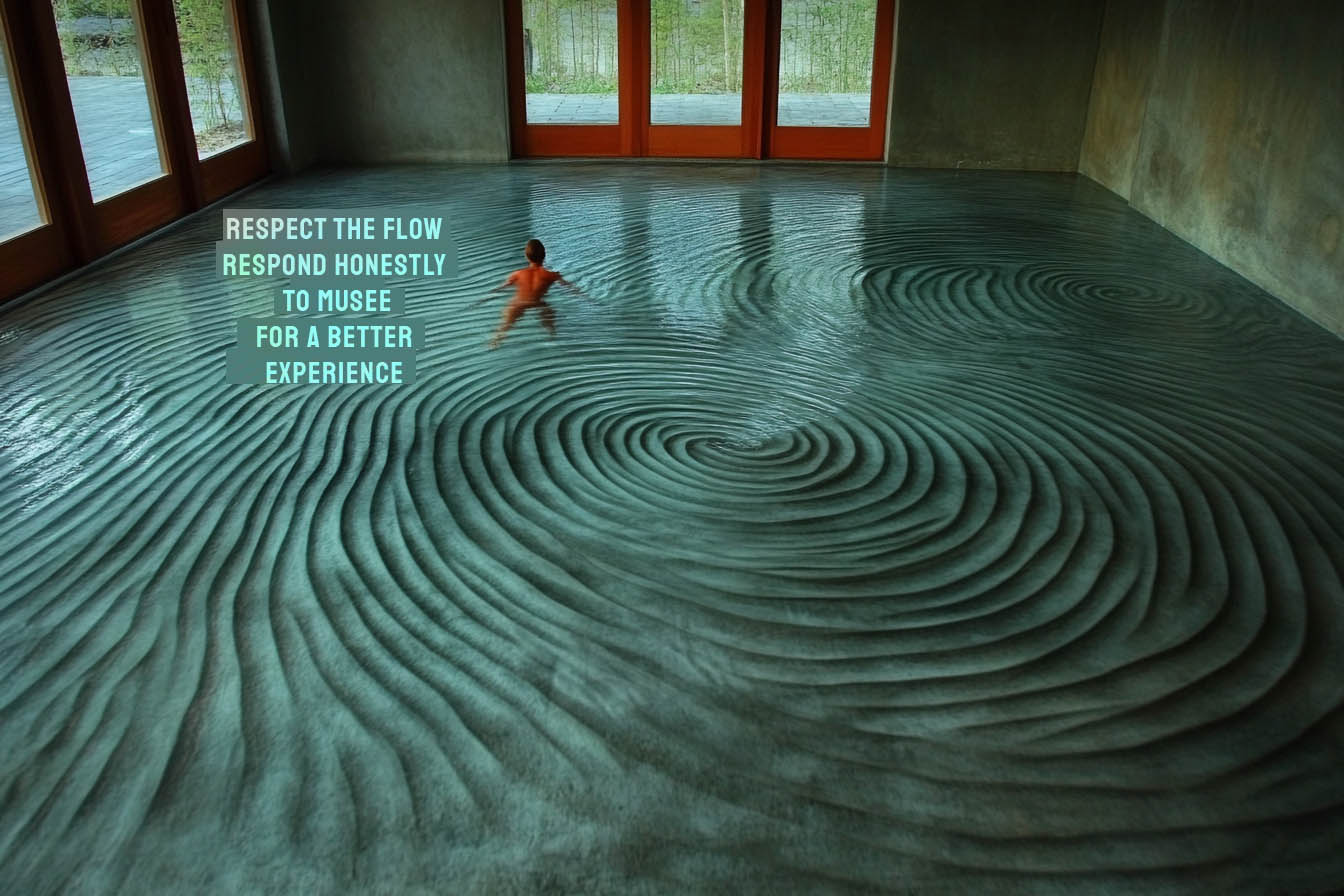 RESPECT THE FLOW
RESPOND HONESTLY
TO MUSEE
FOR A BETTER
EXPERIENCE